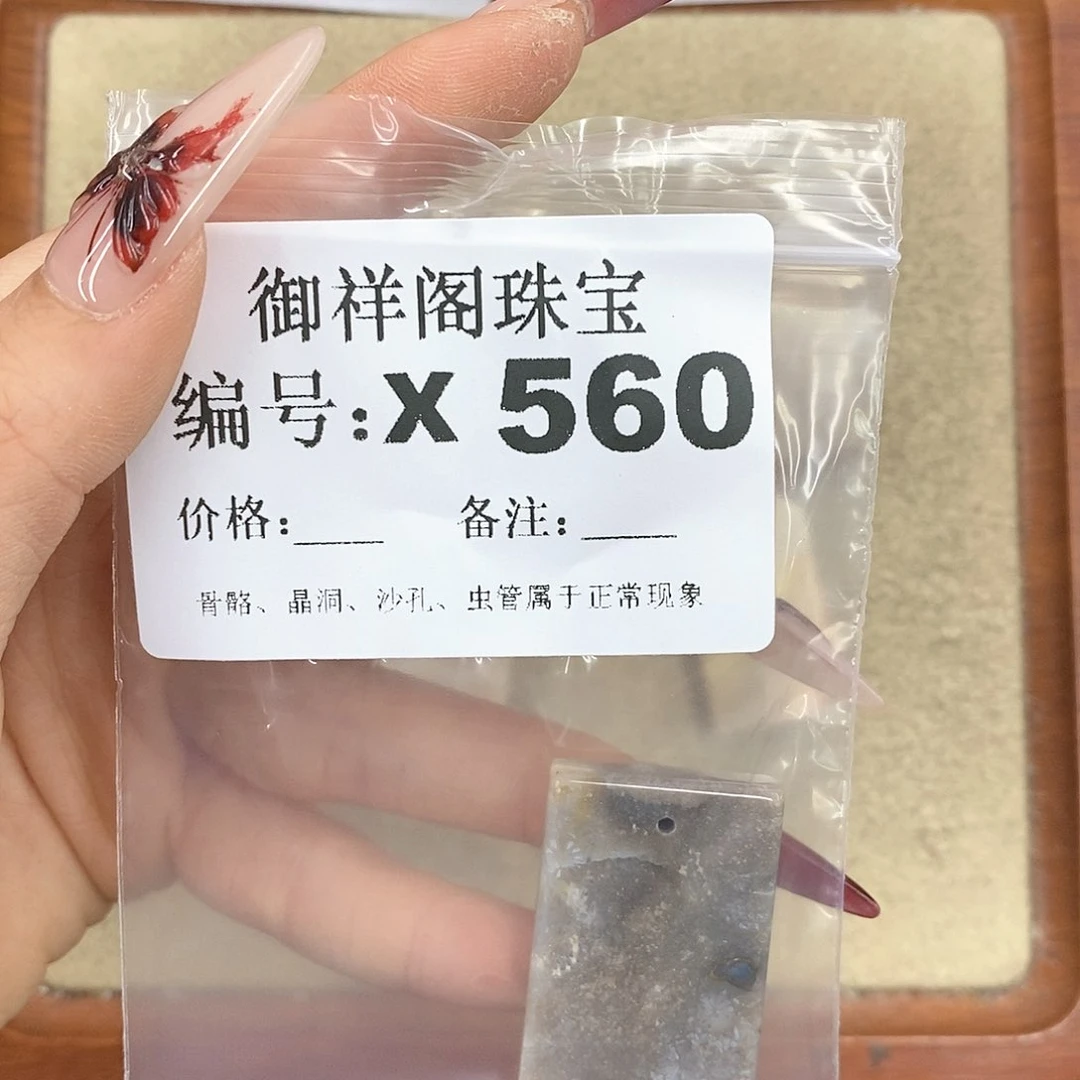 御祥阁珠宝
编号:X 560
价格:____ 备注:____
骨骼、晶洞、沙孔、虫管属于正常现象